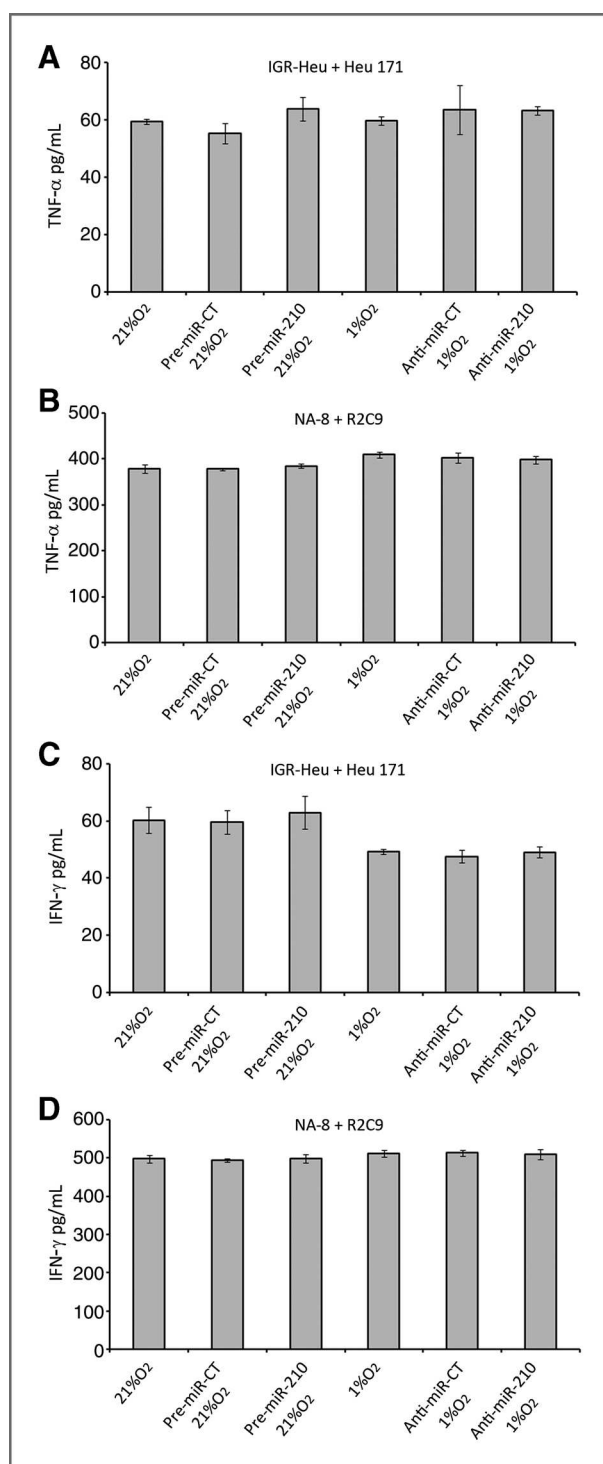 A
IGR-Heu + Heu 171
TNF-α pg/mL
80
60
40
20
0
21%O2
Pre-miR-CT
21%O2
Pre-miR-210
21%O2
1%O2
Anti-miR-CT
1%O2
Anti-miR-210
1%O2
B
NA-8 + R2C9
TNF-α pg/mL
500
400
300
200
100
0
21%O2
Pre-miR-CT
21%O2
Pre-miR-210
21%O2
1%O2
Anti-miR-CT
1%O2
Anti-miR-210
1%O2
C
IGR-Heu + Heu 171
IFN-γ pg/mL
80
60
40
20
0
21%O2
Pre-miR-CT
21%O2
Pre-miR-210
21%O2
1%O2
Anti-miR-CT
1%O2
Anti-miR-210
1%O2
D
NA-8 + R2C9
IFN-γ pg/mL
600
500
400
300
200
100
0
21%O2
Pre-miR-CT
21%O2
Pre-miR-210
21%O2
1%O2
Anti-miR-CT
1%O2
Anti-miR-210
1%O2